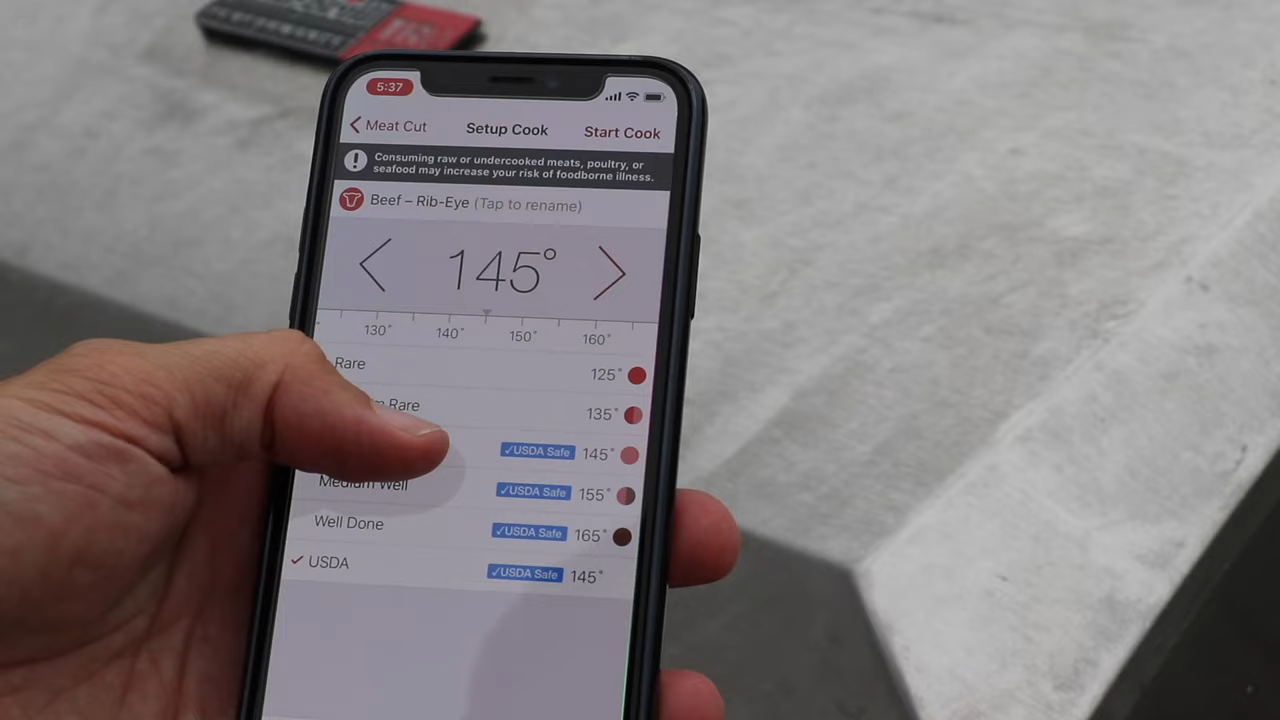 5:37
Meat Cut Setup Cook Start Cook
Consuming raw or undercooked meats, poultry, or
seafood may increase your risk of foodborne illness.
Beef – Rib-Eye (Tap to rename)
145°
130° 140° 150° 160°
Rare 125°
Rare 135°
✓USDA Safe 145°
Medium Well ✓USDA Safe 155°
Well Done ✓USDA Safe 165°
USDA ✓USDA Safe 145°